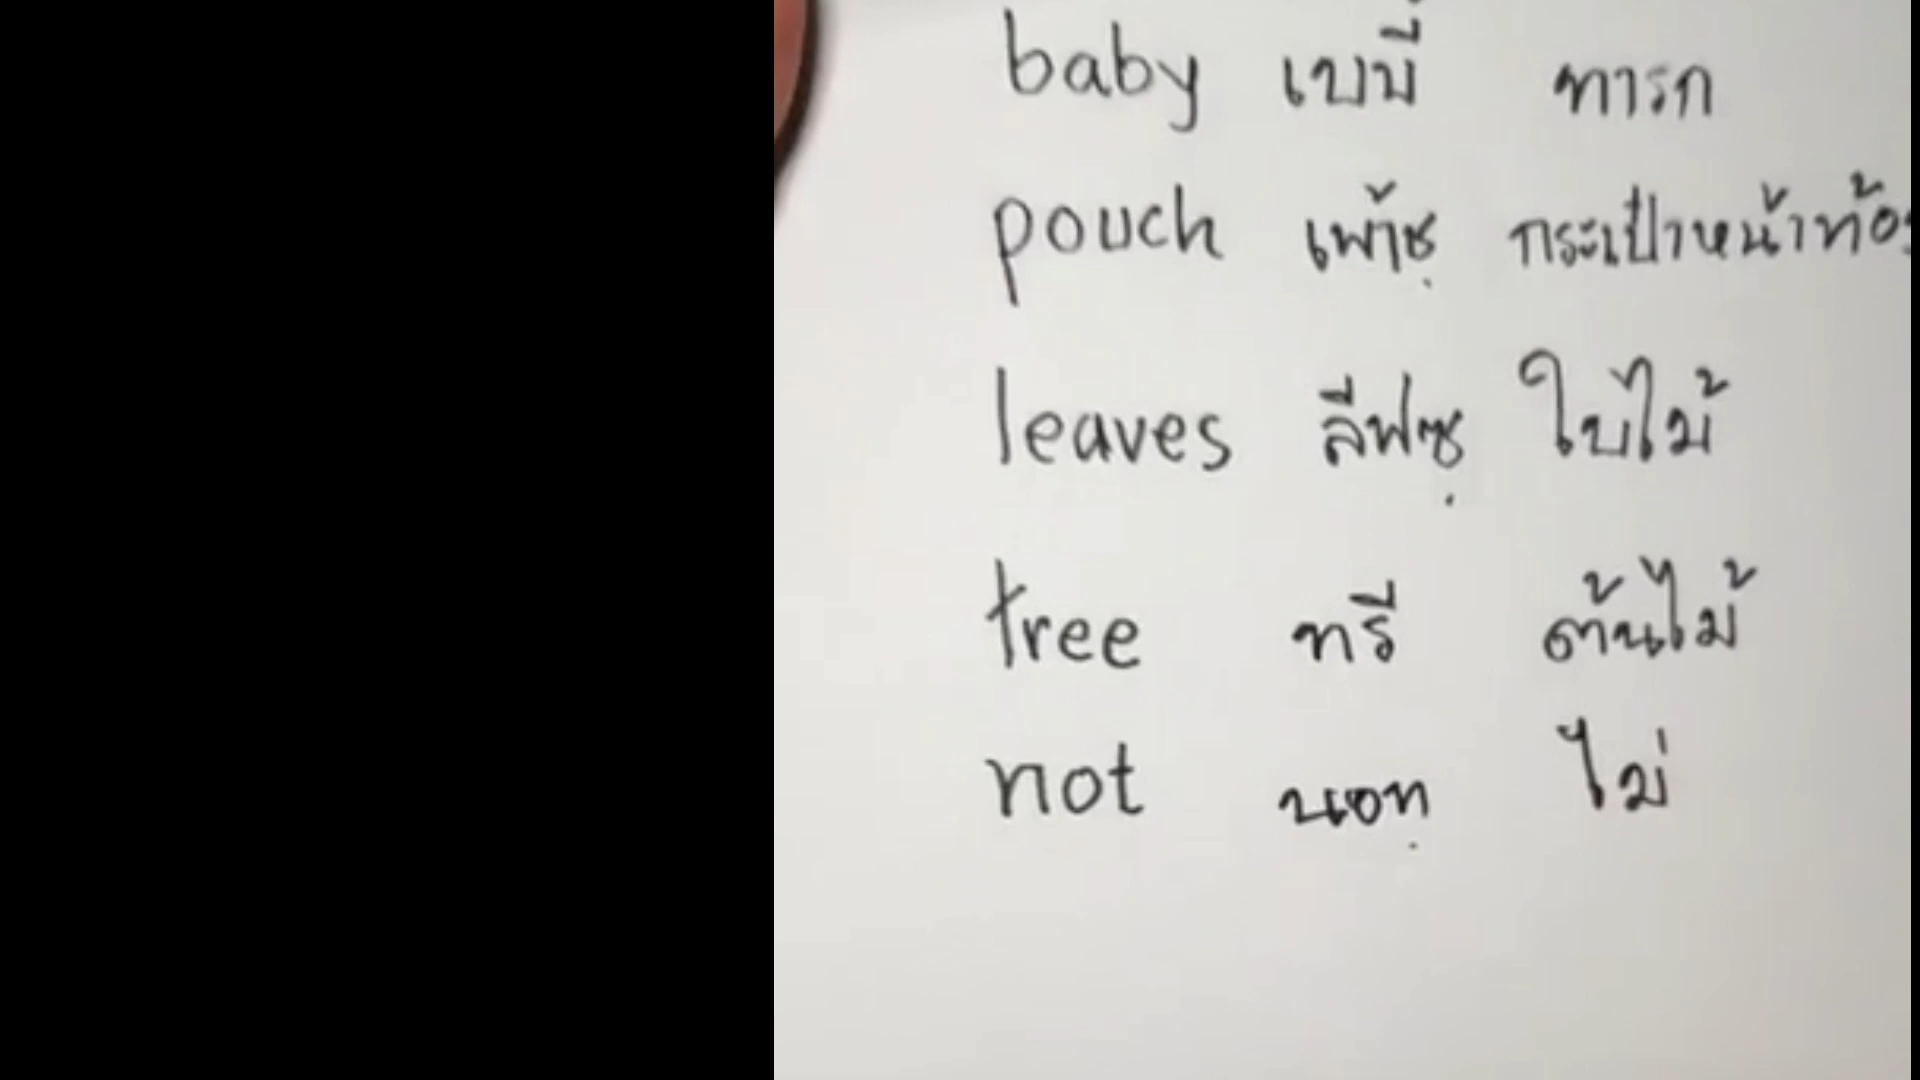 baby เบบี้ ทารก
pouch เพ้าชฺ กระเป๋าหน้าท้อง
leaves ลีฟซฺ ใบไม้
tree ทรี ต้นไม้
not นอทฺ ไม่